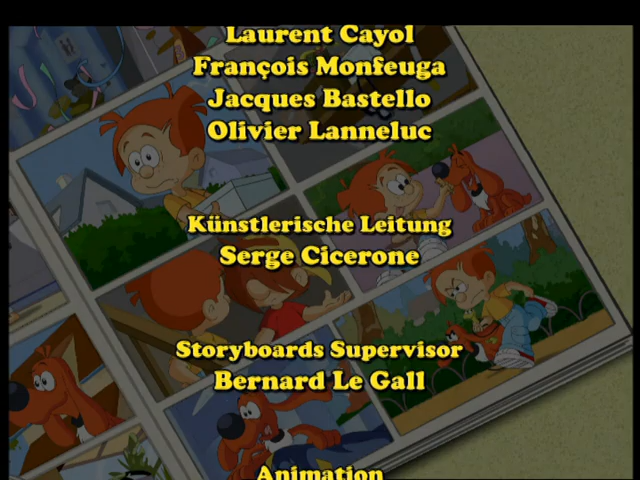 Laurent Cayol
François Monfeuga
Jacques Bastello
Olivier Lanneluc
Künstlerische Leitung
Serge Cicerone
Storyboards Supervisor
Bernard Le Gall
Animation